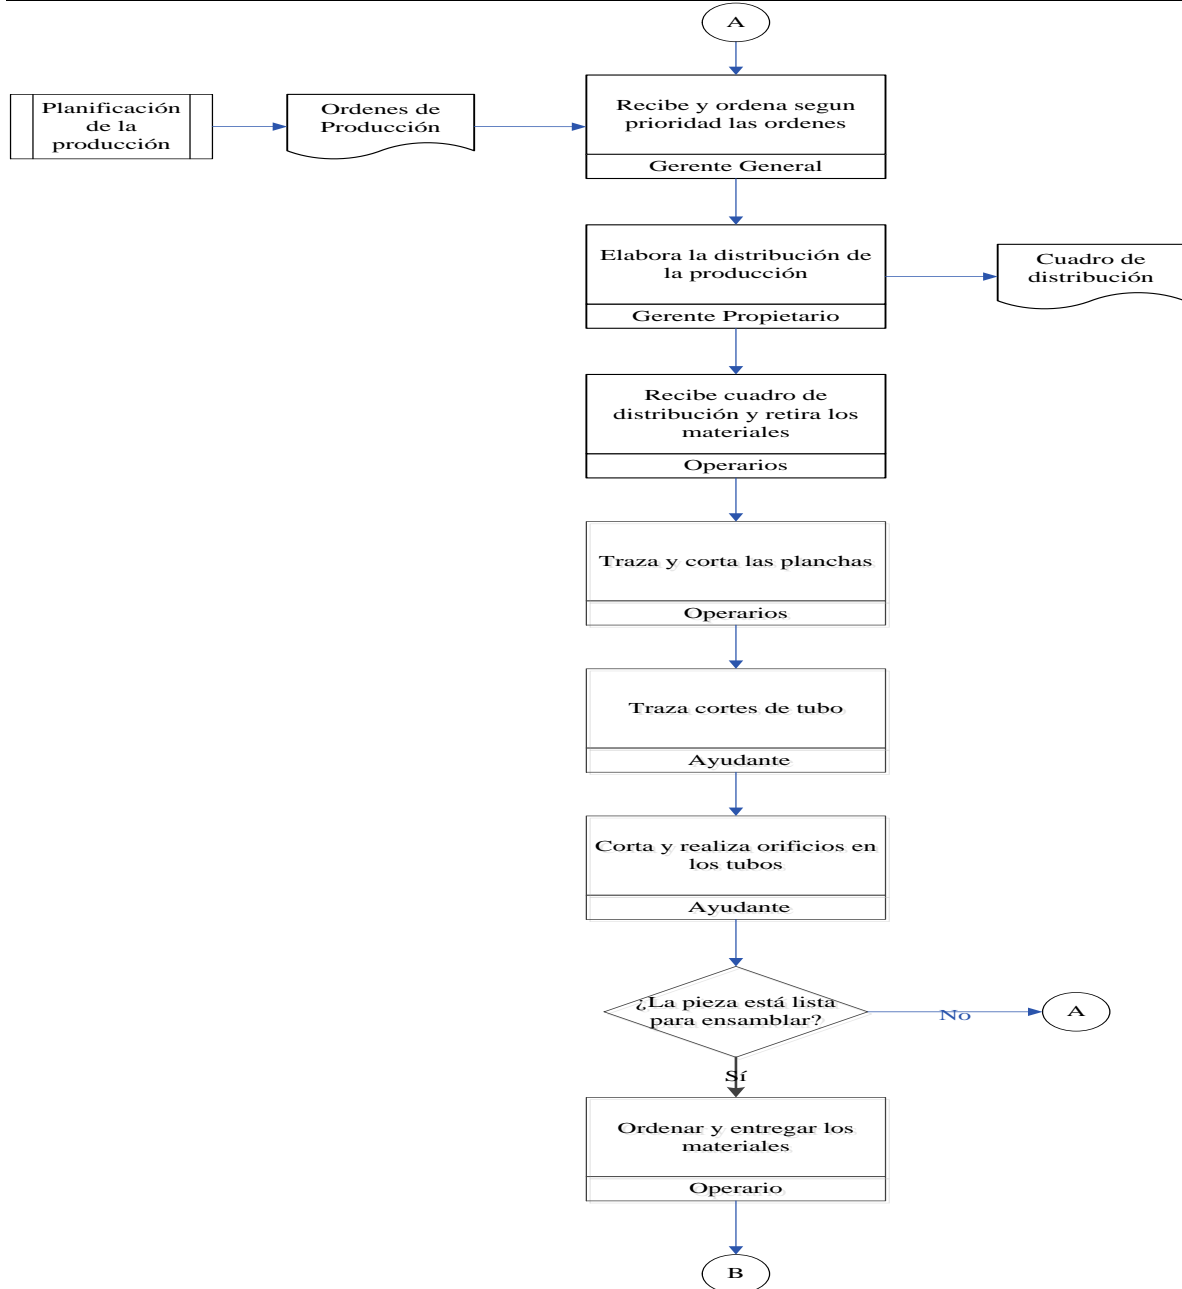 A
Planificación
de la
producción
Ordenes de
Producción
Recibe y ordena segun
prioridad las ordenes
Gerente General
Elabora la distribución de
la producción
Gerente Propietario
Cuadro de
distribución
Recibe cuadro de
distribución y retira los
materiales
Operarios
Traza y corta las planchas
Operarios
Traza cortes de tubo
Ayudante
Corta y realiza orificios en
los tubos
Ayudante
¿La pieza está lista
para ensamblar?
No
A
Sí
Ordenar y entregar los
materiales
Operario
B